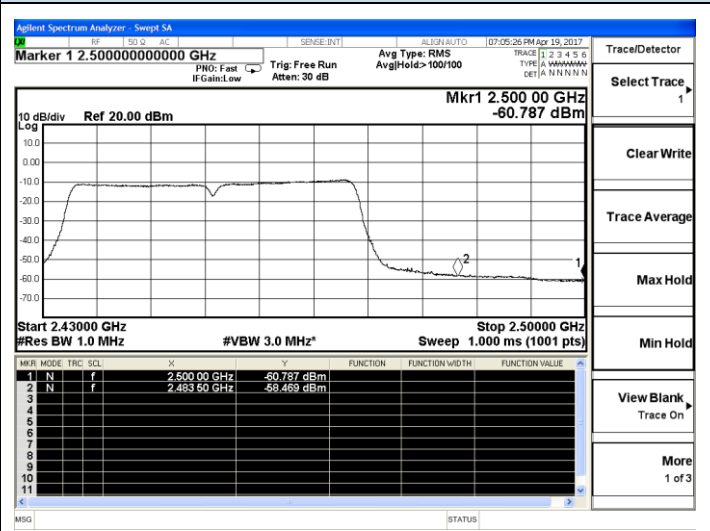 Agilent Spectrum Analyzer - Swept SA
RF 50 Ω AC SENSE:INT ALIGNAUTO 07:05:26 PM Apr 19, 2017
Marker 1 2.500000000000 GHz
PNO: Fast
IFGain:Low
Trig: Free Run
Atten: 30 dB
Avg Type: RMS
Avg|Hold:>100/100
TRACE 1 2 3 4 5 6
TYPE A WWWWW
DET A N N N N N
Mkr1 2.500 00 GHz
-60.787 dBm
10 dB/div Ref 20.00 dBm
Log
10.0
0.00
-10.0
-20.0
-30.0
-40.0
-50.0
-60.0
-70.0
2
1
Start 2.43000 GHz Stop 2.50000 GHz
#Res BW 1.0 MHz #VBW 3.0 MHz* Sweep 1.000 ms (1001 pts)
MKR MODE TRC SCL X Y FUNCTION FUNCTION WIDTH FUNCTION VALUE
1 N f 2.500 00 GHz -60.787 dBm
2 N f 2.483 50 GHz -58.469 dBm
3
4
5
6
7
8
9
10
11
MSG STATUS
Trace/Detector
Select Trace
1
Clear Write
Trace Average
Max Hold
Min Hold
View Blank
Trace On
More
1 of 3